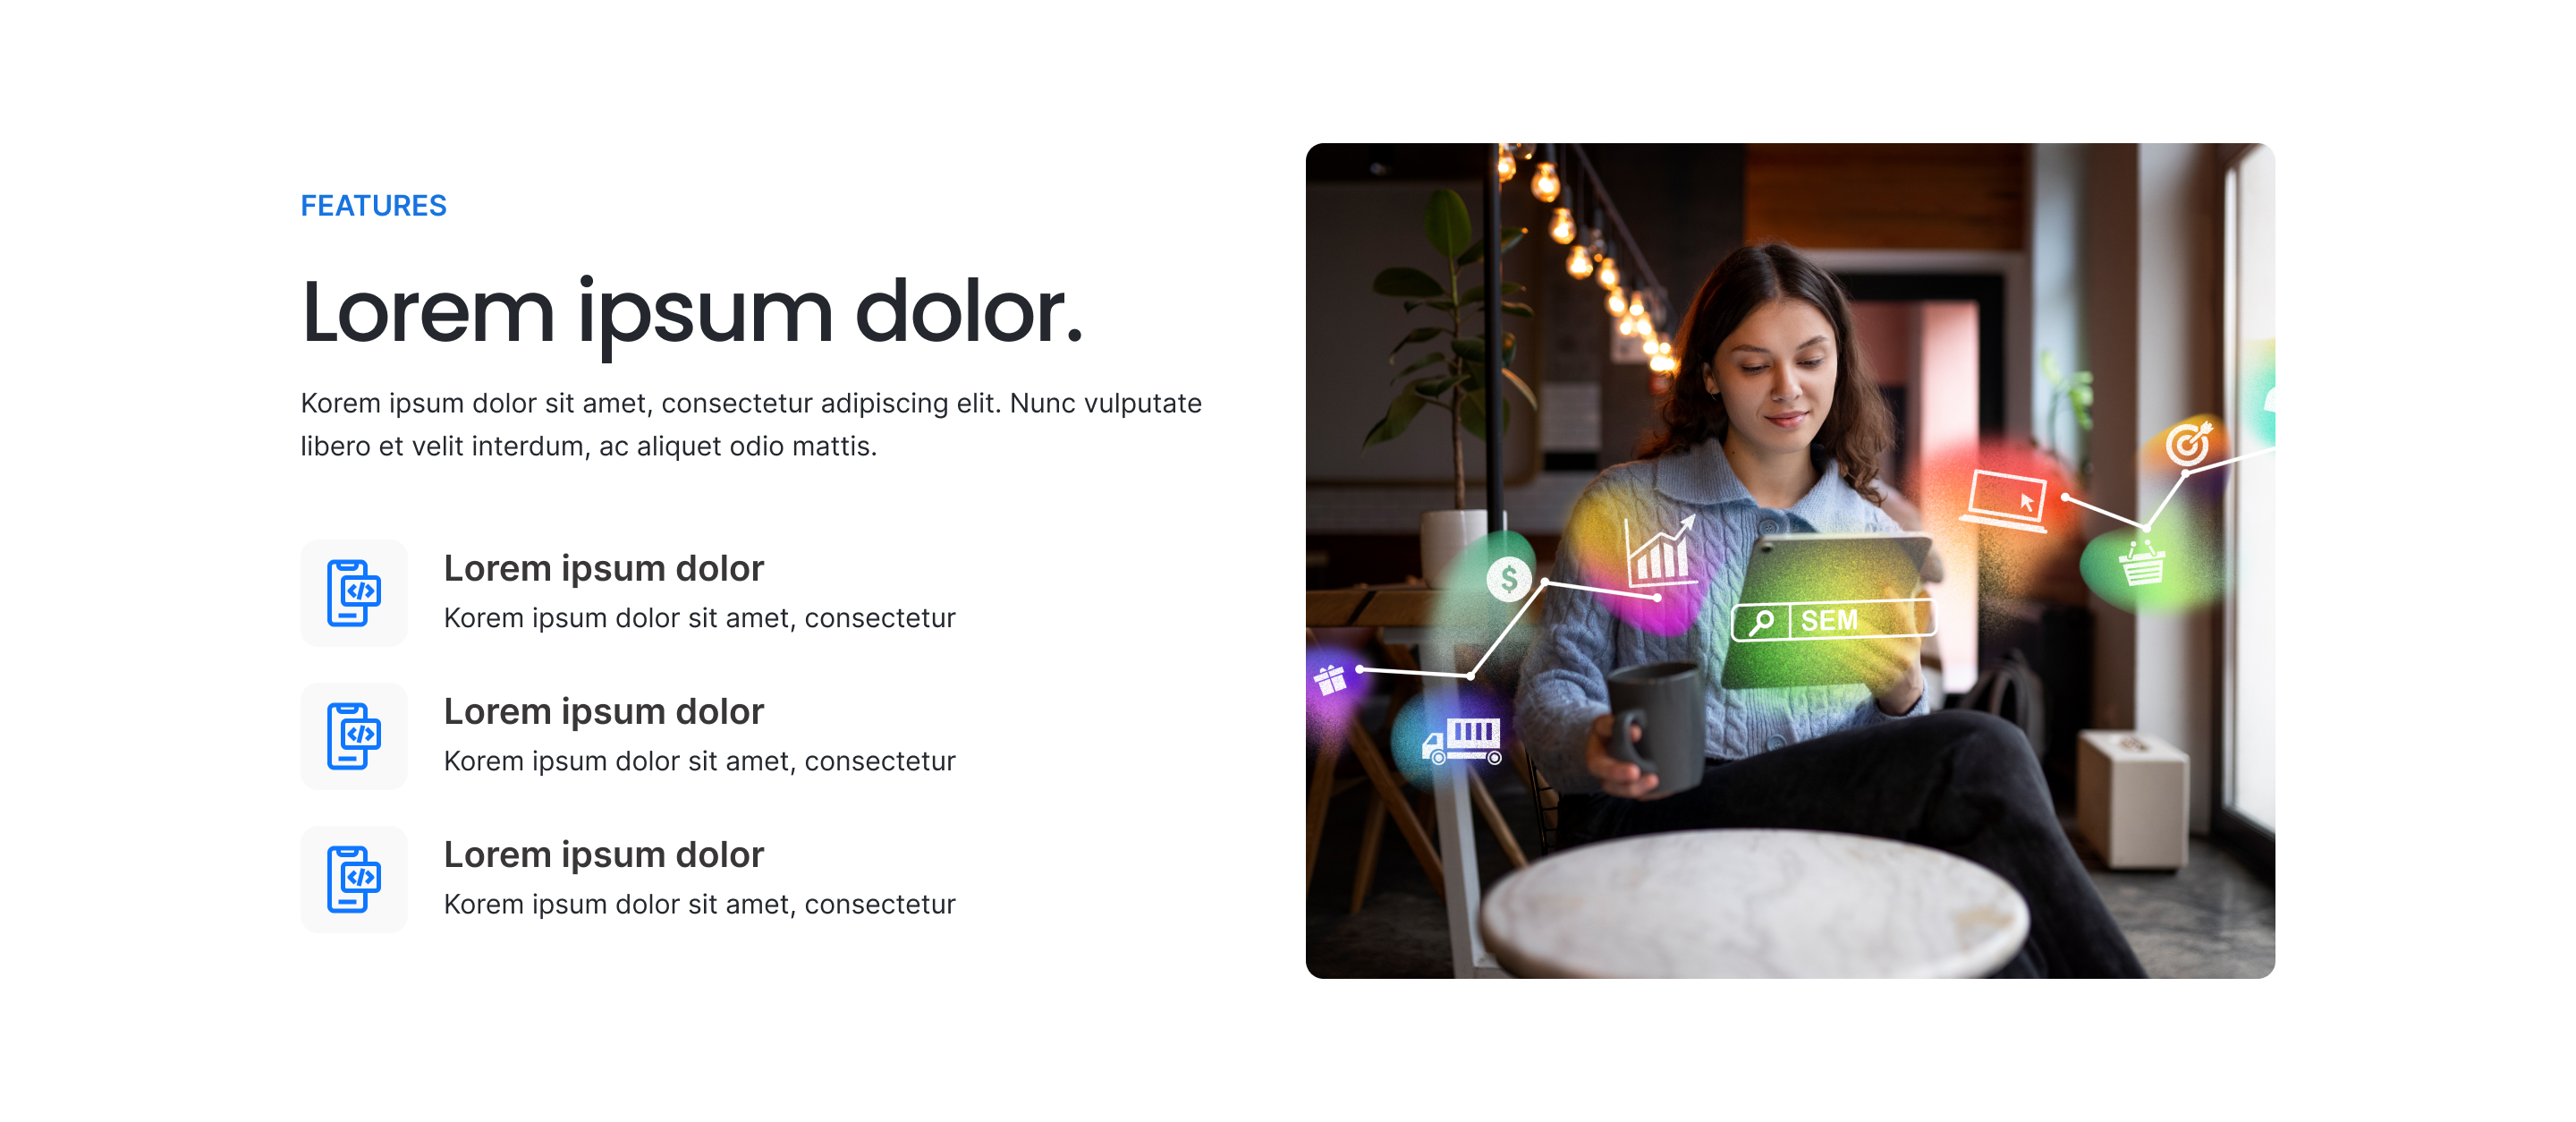 FEATURES
Lorem ipsum dolor.
Korem ipsum dolor sit amet, consectetur adipiscing elit. Nunc vulputate
libero et velit interdum, ac aliquet odio mattis.
Lorem ipsum dolor
Korem ipsum dolor sit amet, consectetur
Lorem ipsum dolor
Korem ipsum dolor sit amet, consectetur
Lorem ipsum dolor
Korem ipsum dolor sit amet, consectetur
$
SEM